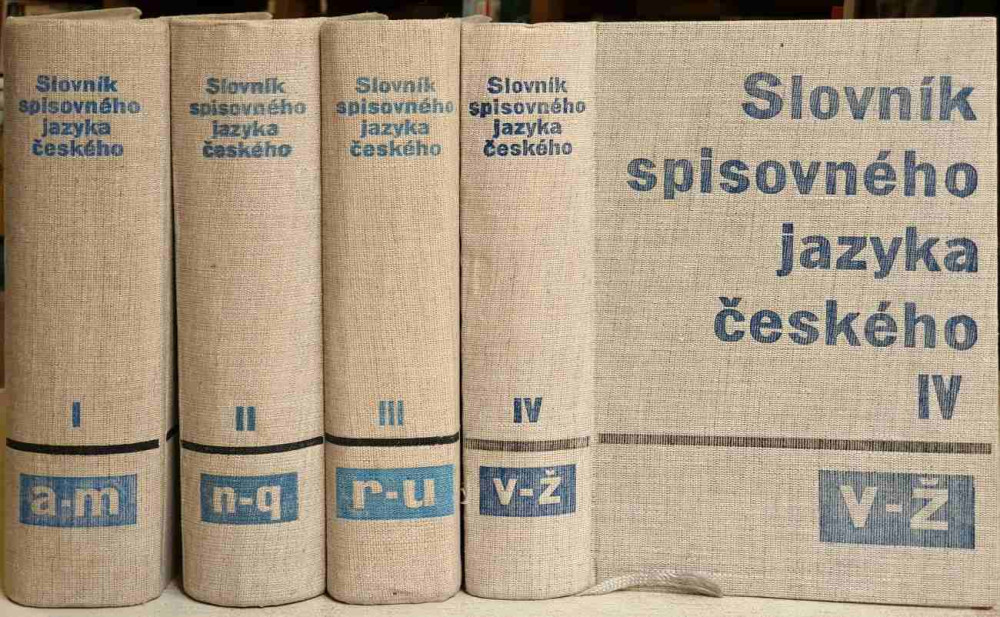 Slovník
spisovného
jazyka
českého
I
a-m
Slovník
spisovného
jazyka
českého
II
n-q
Slovník
spisovného
jazyka
českého
III
r-u
Slovník
spisovného
jazyka
českého
IV
v-ž
Slovník
spisovného
jazyka
českého
IV
v-ž